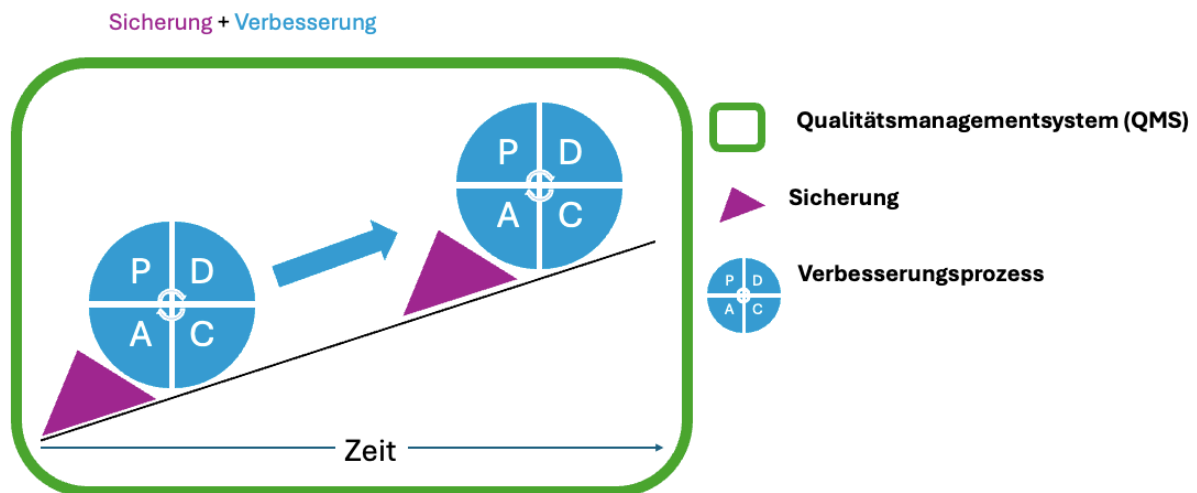 Sicherung + Verbesserung
P D
A C
P D
A C
Zeit
Qualitätsmanagementsystem (QMS)
Sicherung
P D
A C
Verbesserungsprozess